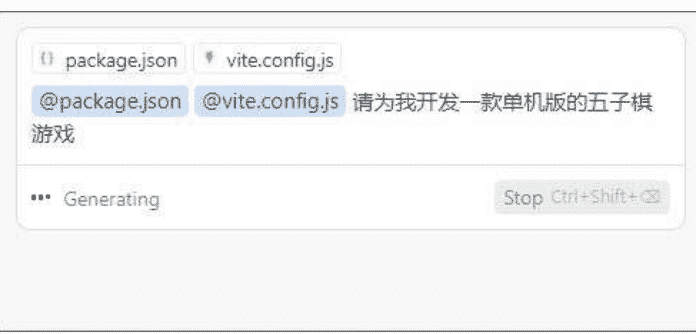 {} package.json vite.config.js
@package.json @vite.config.js 请为我开发一款单机版的五子棋
游戏
••• Generating Stop Ctrl+Shift+⌫